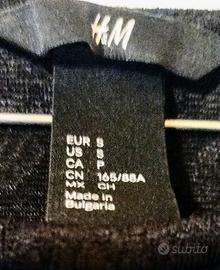 H&M
EUR S
US S
CA P
CN 165/88A
MX CH
Made in
Bulgaria
subito